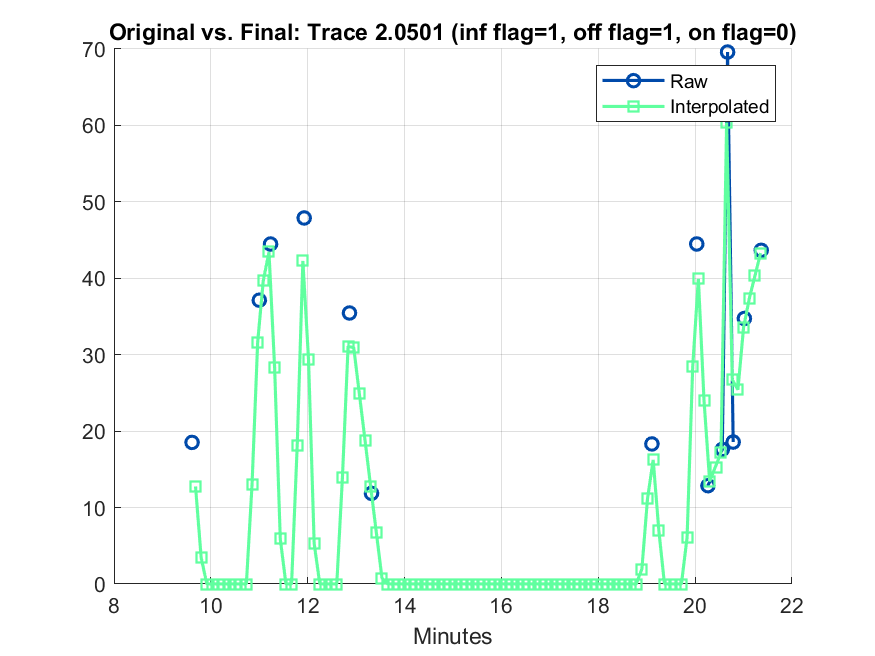 Original vs. Final: Trace 2.0501 (inf flag=1, off flag=1, on flag=0)
70
60
50
40
30
20
10
0
Raw
Interpolated
8 10 12 14 16 18 20 22
Minutes